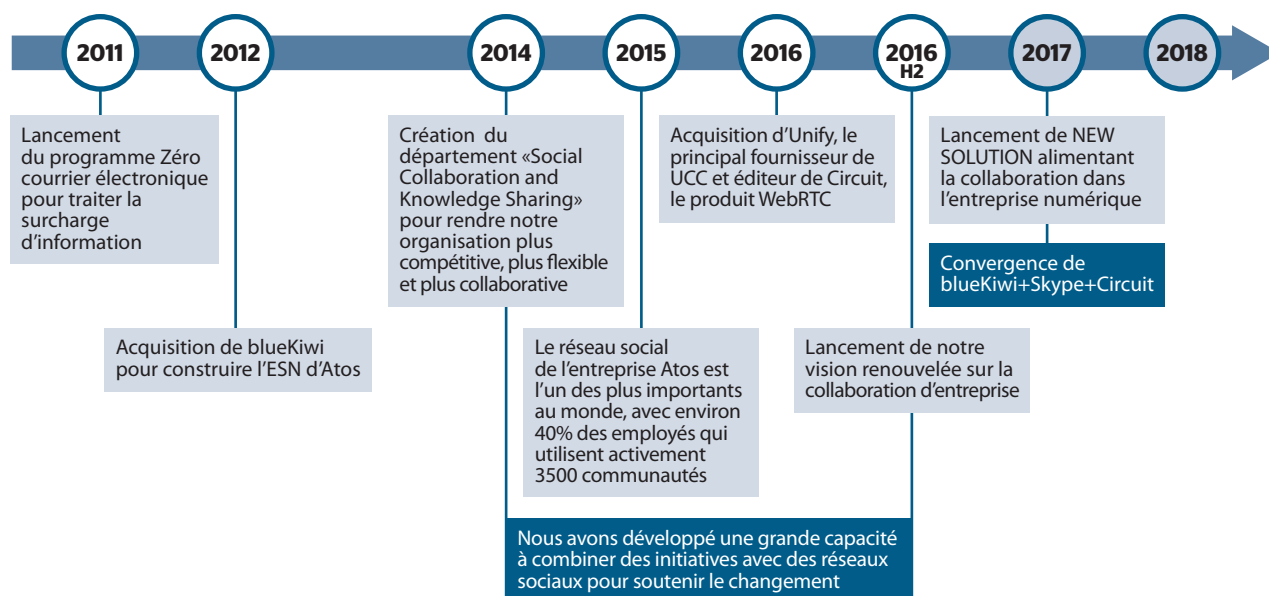 2011
2012
2014
2015
2016
2016
H2
2017
2018
Lancement
du programme Zéro
courrier électronique
pour traiter la
surcharge
d’information
Acquisition de blueKiwi
pour construire l’ESN d’Atos
Création du
département «Social
Collaboration and
Knowledge Sharing»
pour rendre notre
organisation plus
compétitive, plus flexible
et plus collaborative
Le réseau social
de l’entreprise Atos est
l’un des plus importants
au monde, avec environ
40% des employés qui
utilisent activement
3500 communautés
Acquisition d’Unify, le
principal fournisseur de
UCC et éditeur de Circuit,
le produit WebRTC
Lancement de notre
vision renouvelée sur la
collaboration d’entreprise
Lancement de NEW
SOLUTION alimentant
la collaboration dans
l’entreprise numérique
Convergence de
blueKiwi+Skype+Circuit
Nous avons développé une grande capacité
à combiner des initiatives avec des réseaux
sociaux pour soutenir le changement